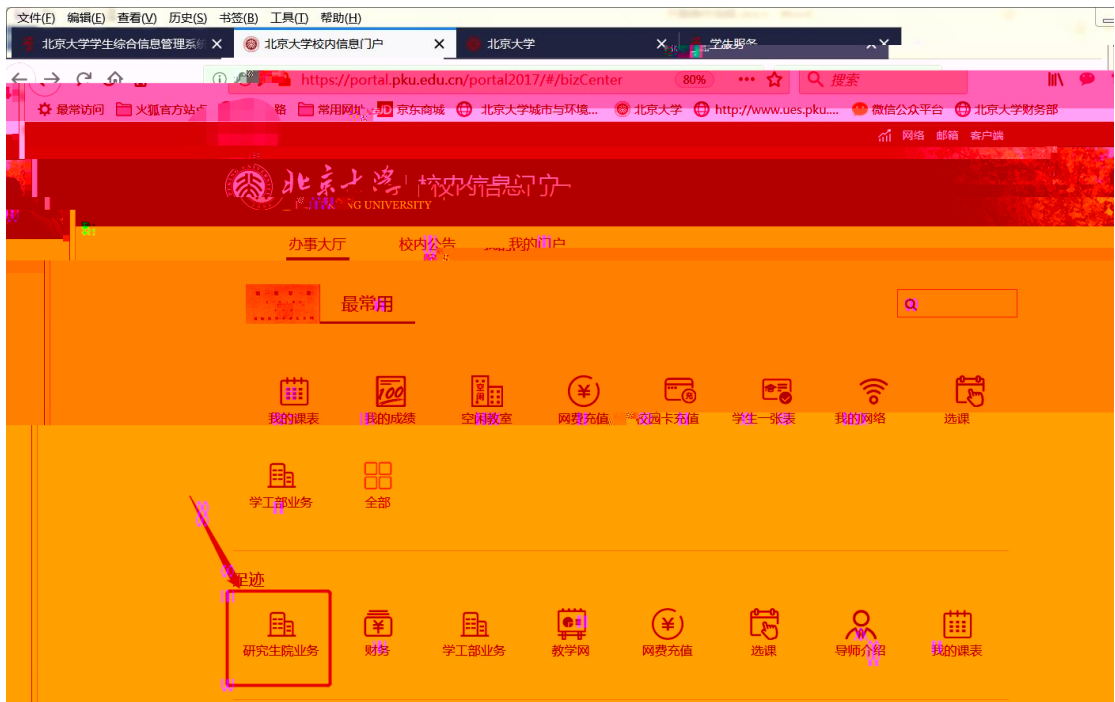 文件(F) 编辑(E) 查看(V) 历史(S) 书签(B) 工具(T) 帮助(H)
北京大学学生综合信息管理系统 × 北京大学校内信息门户 × 北京大学 × ×
https://portal.pku.edu.cn/portal2017/#/bizCenter 80% 搜索
最常访问 火狐官方站点 常用网址 JD 京东商城 北京大学城市与环境... 北京大学 http://www.ues.pku.... 微信公众平台 北京大学财务部
网络 邮箱 客户端
北京大学 校内信息门户
UNIVERSITY
办事大厅 校内公告 我的门户
最常用
我的课表 我的成绩 空闲教室 网费充值 校园卡充值 学生一张表 我的网络 选课
学工部业务 全部
足迹
研究生院业务 财务 学工部业务 教学网 网费充值 选课 导师介绍 我的课表